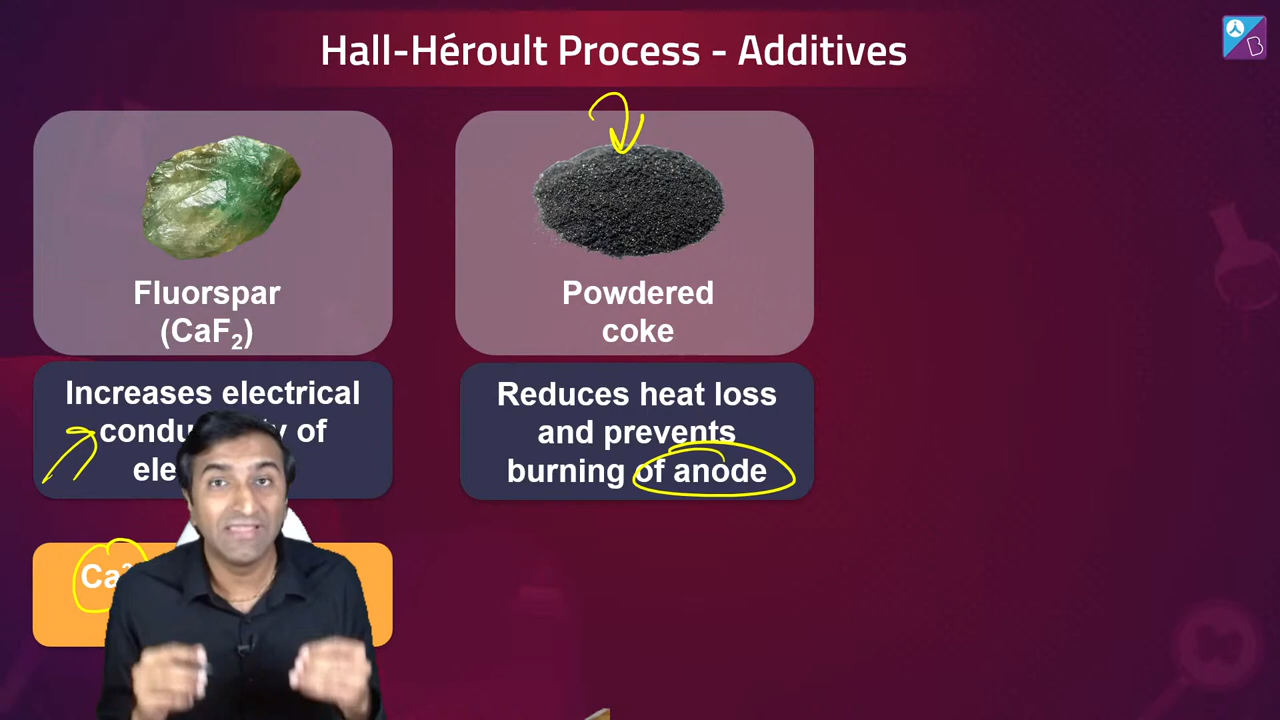 Hall-Héroult Process - Additives
Fluorspar
(CaF₂)
Powdered
coke
Increases electrical
of
Reduces heat loss
and prevents
burning of anode
B